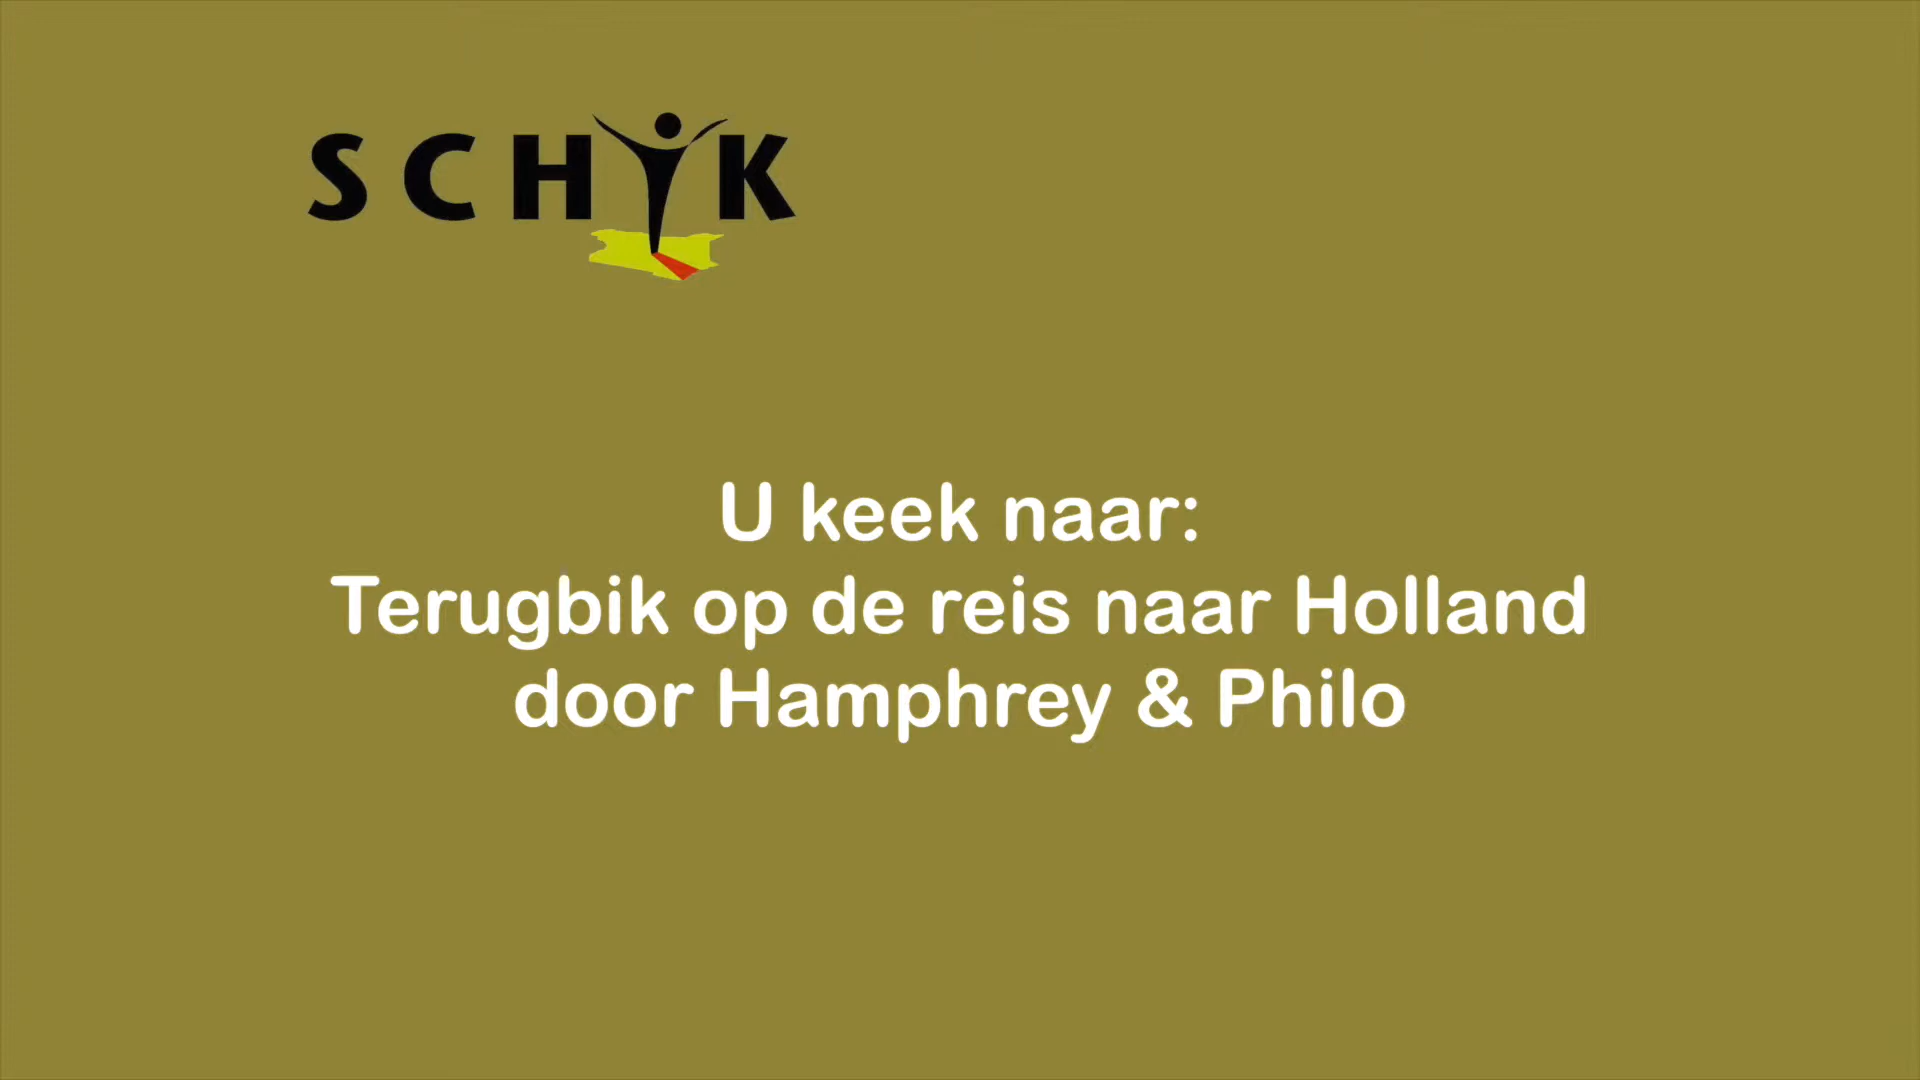 SCHYK
U keek naar:
Terugbik op de reis naar Holland
door Hamphrey & Philo